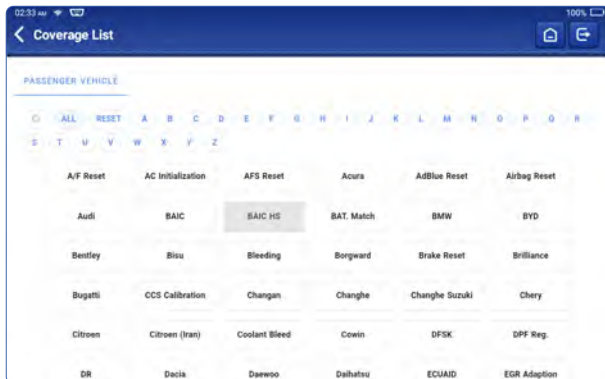 02:33 AM 100%
Coverage List
PASSENGER VEHICLE
ALL RESET A B C D E F G H I J K L M N O P Q R
S T U V W X Y Z
A/F Reset AC Initialization AFS Reset Acura AdBlue Reset Airbag Reset
Audi BAIC BAIC HS BAT. Match BMW BYD
Bentley Bisu Bleeding Borgward Brake Reset Brilliance
Bugatti CCS Calibration Changan Changhe Changhe Suzuki Chery
Citroen Citroen (Iran) Coolant Bleed Cowin DFSK DPF Reg.
DR Dacia Daewoo Daihatsu ECUAID EGR Adaption